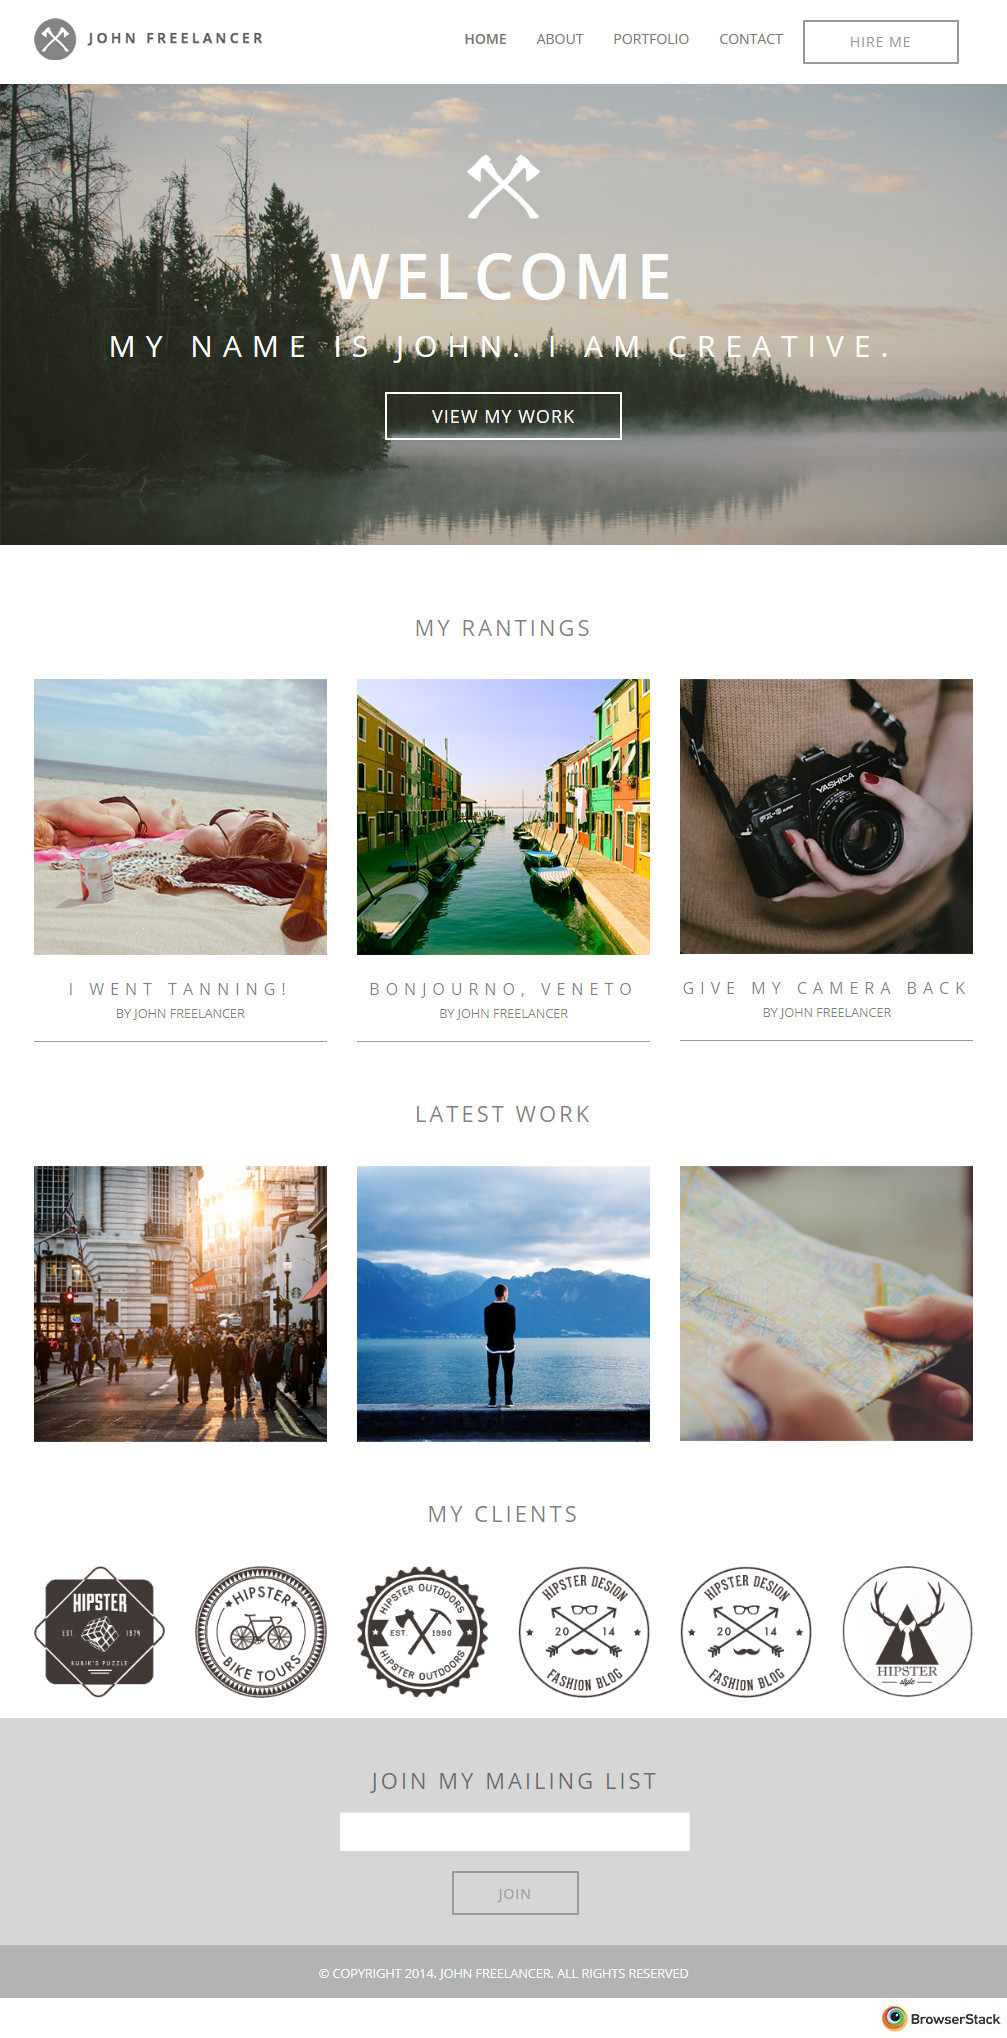 JOHN FREELANCER
HOME ABOUT PORTFOLIO CONTACT HIRE ME
WELCOME
MY NAME IS JOHN. I AM CREATIVE.
VIEW MY WORK
MY RANTINGS
YASHICA
FX-3 SUPER
I WENT TANNING!
BY JOHN FREELANCER
BONJOURNO, VENETO
BY JOHN FREELANCER
GIVE MY CAMERA BACK
BY JOHN FREELANCER
LATEST WORK
MY CLIENTS
HIPSTER
EST. 1974
RUBIK'S PUZZLE
HIPSTER
BIKE TOURS
HIPSTER OUTDOORS
EST. 1990
HIPSTER OUTDOORS
HIPSTER DESIGN
20 14
FASHION BLOG
HIPSTER DESIGN
20 14
FASHION BLOG
HIPSTER
style
JOIN MY MAILING LIST
JOIN
© COPYRIGHT 2014. JOHN FREELANCER. ALL RIGHTS RESERVED
BrowserStack